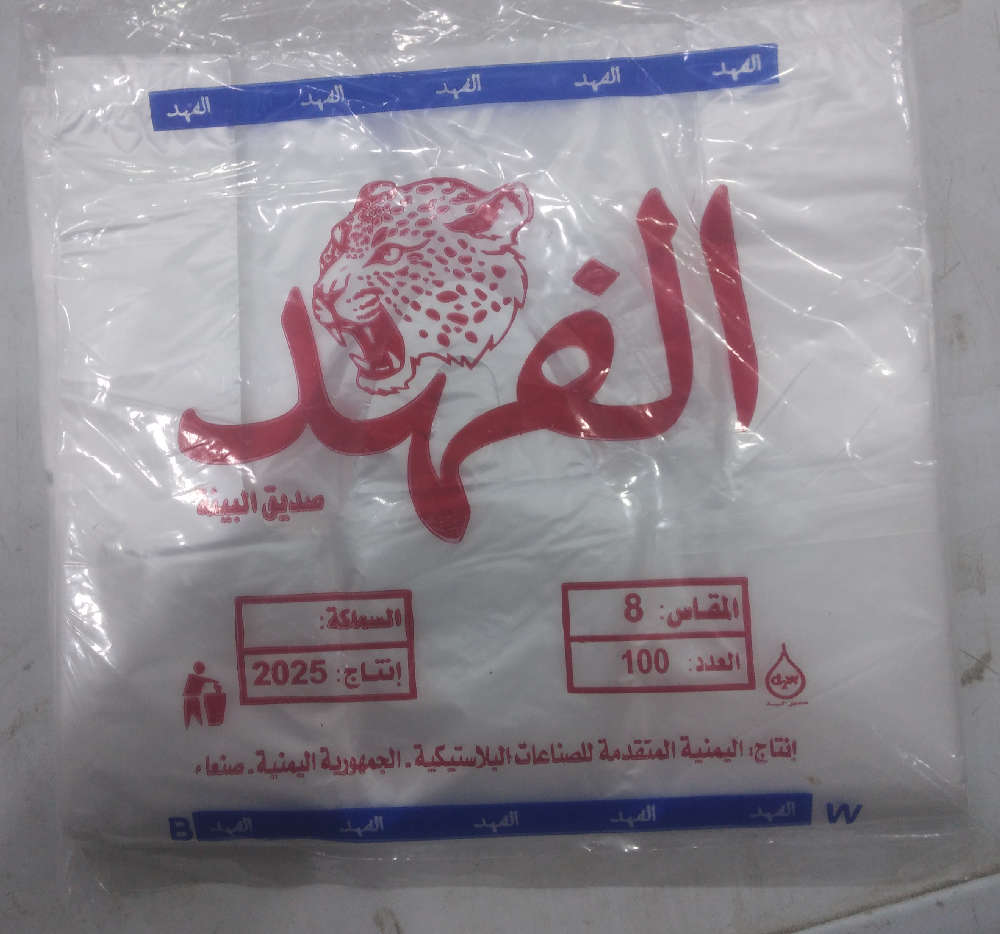 الفهد الفهد الفهد الفهد الفهد
الفهد
صديق البيئة
المقاس: 8
العدد: 100
السماكة:
إنتاج: 2025
d2w
إنتاج: اليمنية المتقدمة للصناعات البلاستيكية - الجمهورية اليمنية - صنعاء
B الفهد الفهد الفهد الفهد الفهد W